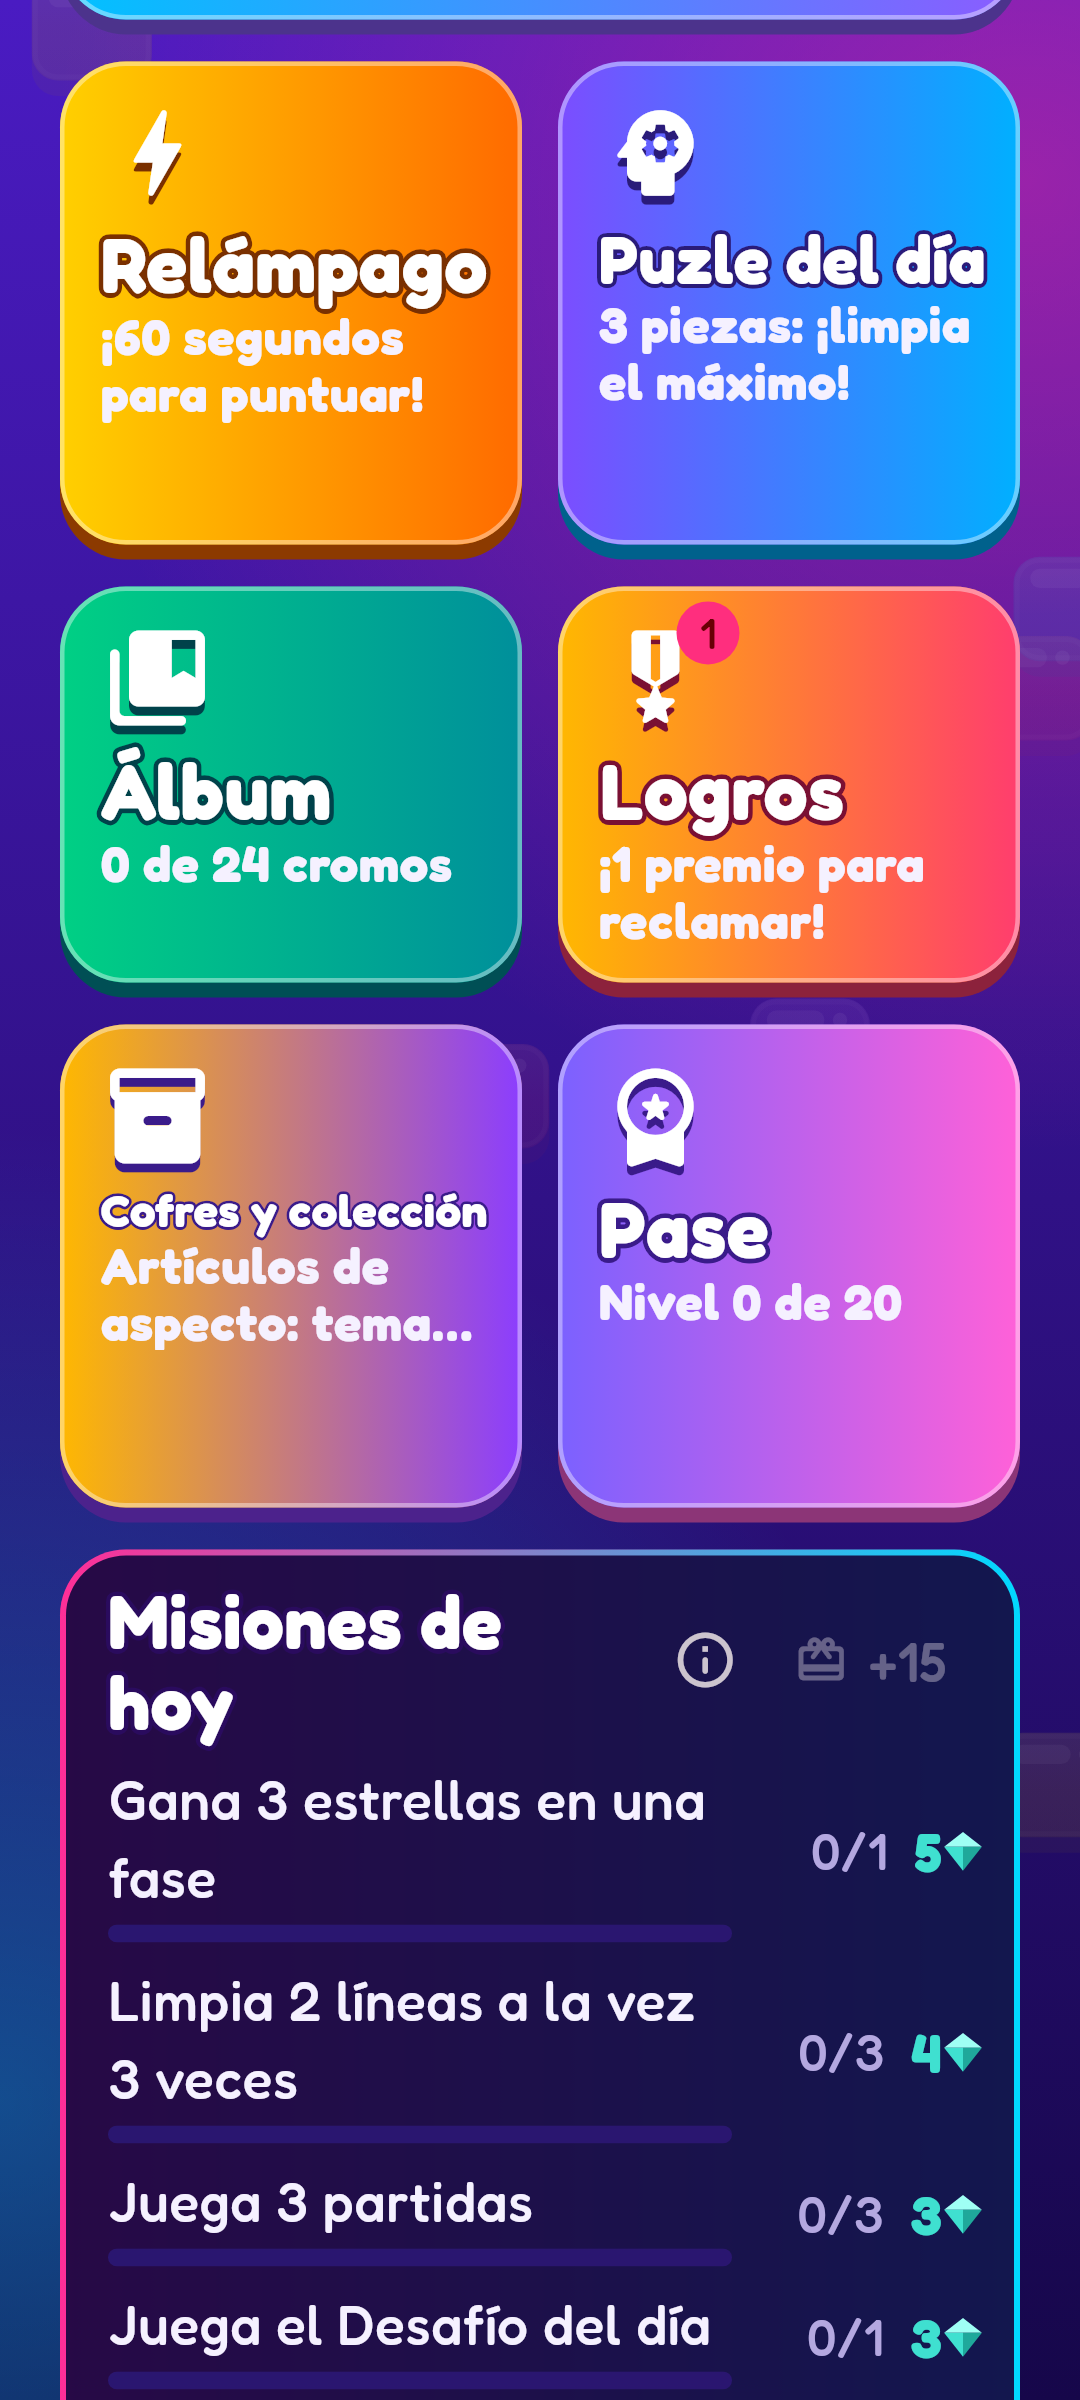 Relámpago
¡60 segundos
para puntuar!
Puzle del día
3 piezas: ¡limpia
el máximo!
Álbum
0 de 24 cromos
1
Logros
¡1 premio para
reclamar!
Cofres y colección
Artículos de
aspecto: tema...
Pase
Nivel 0 de 20
Misiones de
hoy
+15
Gana 3 estrellas en una
fase
0/1 5
Limpia 2 líneas a la vez
3 veces
0/3 4
Juega 3 partidas
0/3 3
Juega el Desafío del día
0/1 3